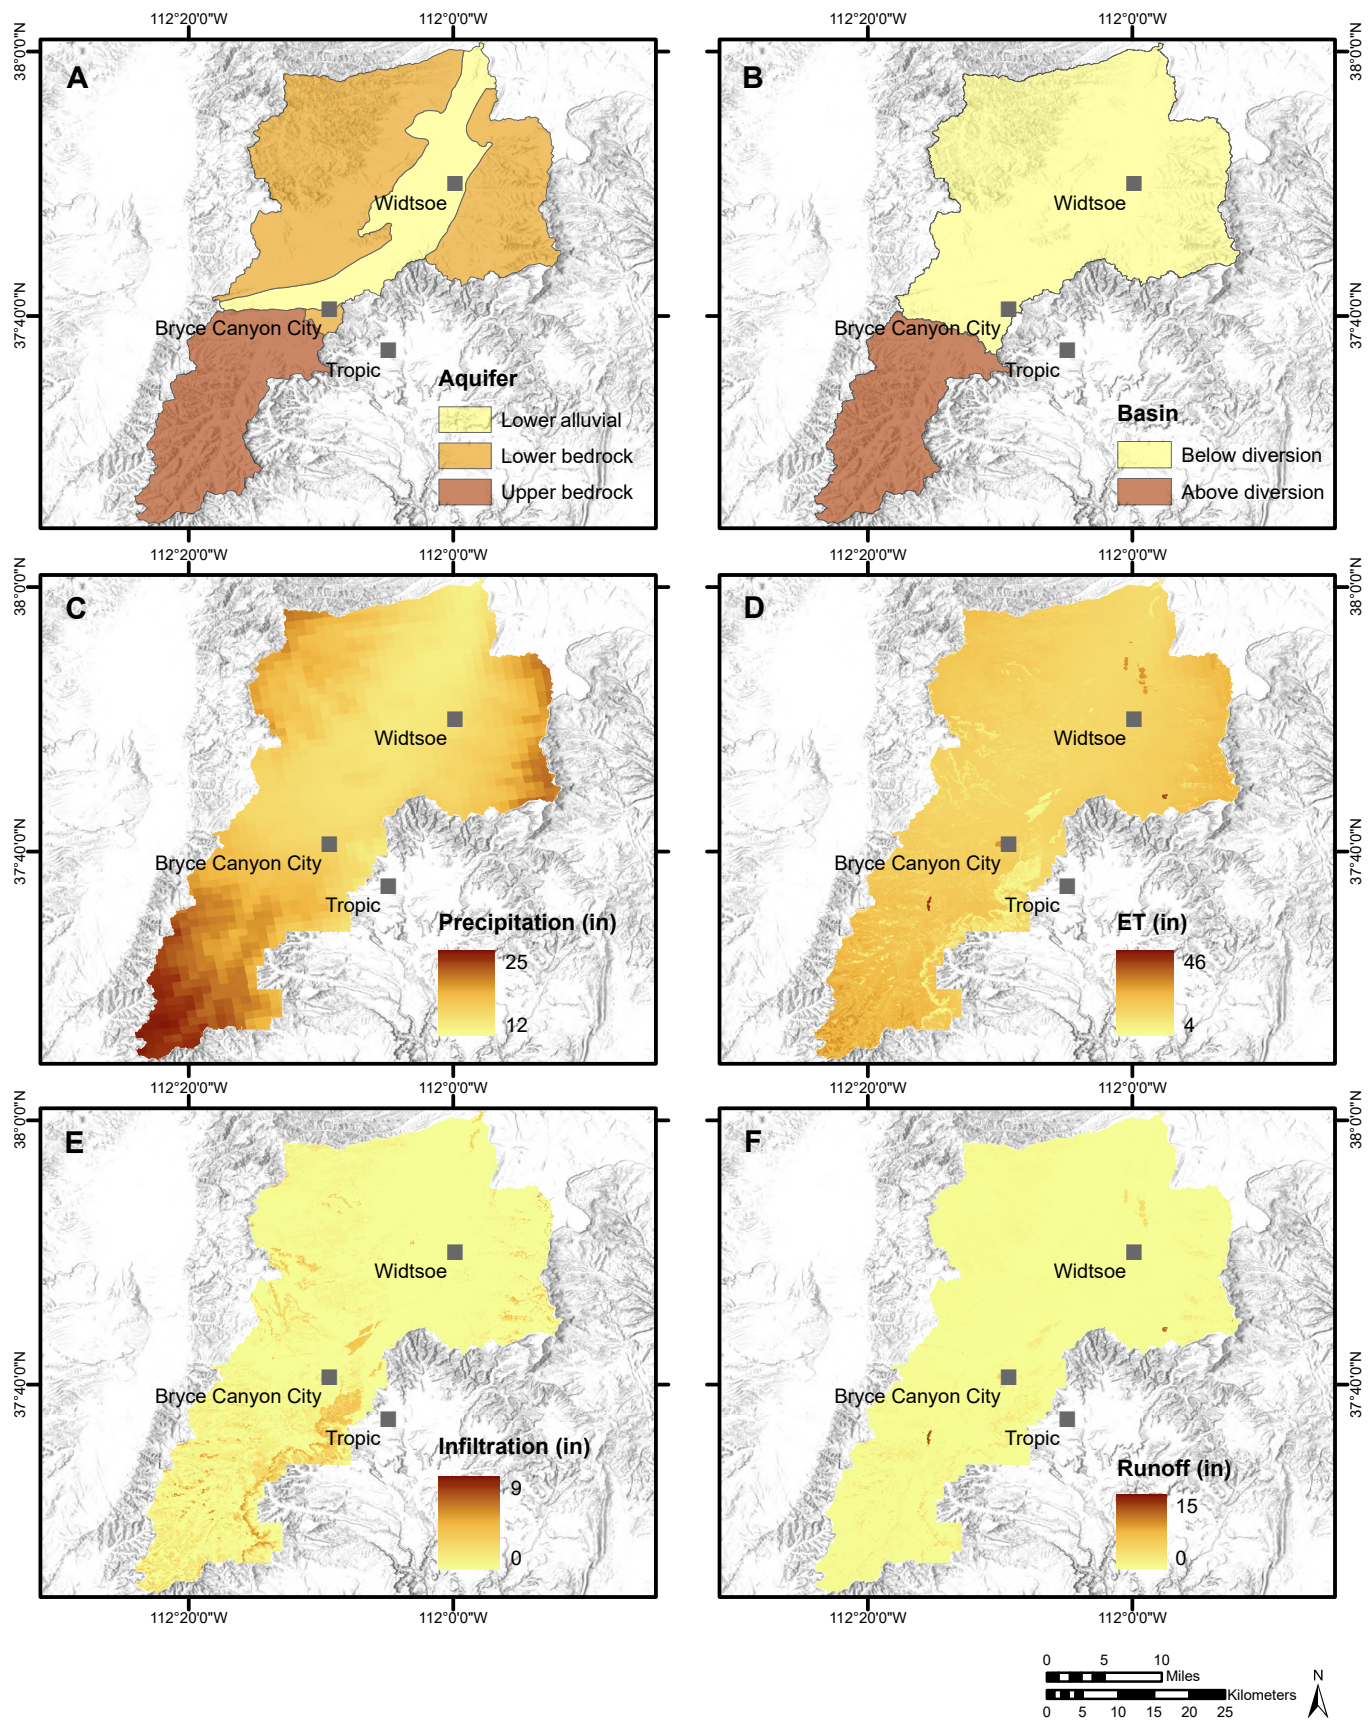 112°20'0"W
112°0'0"W
112°20'0"W
112°0'0"W
38°0'0"N
A
Widtsoe
Bryce Canyon City
Tropic
37°40'0"N
Aquifer
Lower alluvial
Lower bedrock
Upper bedrock
B
38°0'0"N
Widtsoe
Bryce Canyon City
Tropic
37°40'0"N
Basin
Below diversion
Above diversion
112°20'0"W
112°0'0"W
112°20'0"W
112°0'0"W
38°0'0"N
C
Widtsoe
Bryce Canyon City
Tropic
37°40'0"N
Precipitation (in)
25
12
D
38°0'0"N
Widtsoe
Bryce Canyon City
Tropic
37°40'0"N
ET (in)
46
4
112°20'0"W
112°0'0"W
112°20'0"W
112°0'0"W
38°0'0"N
E
Widtsoe
Bryce Canyon City
Tropic
37°40'0"N
Infiltration (in)
9
0
F
38°0'0"N
Widtsoe
Bryce Canyon City
Tropic
37°40'0"N
Runoff (in)
15
0
112°20'0"W
112°0'0"W
112°20'0"W
112°0'0"W
0 5 10
Miles
Kilometers
0 5 10 15 20 25
N